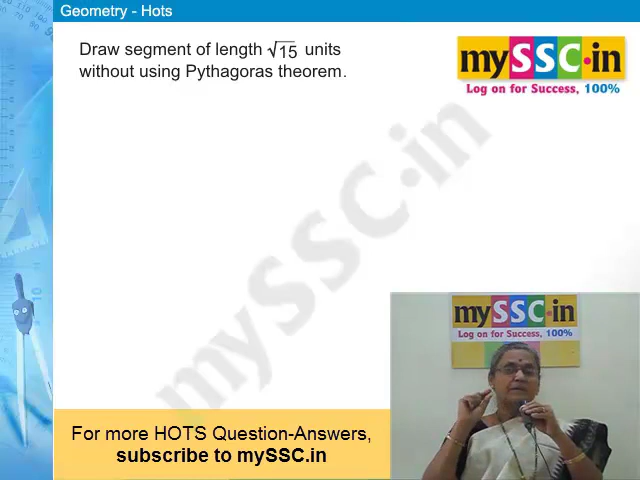 Geometry - Hots
Draw segment of length √15 units
without using Pythagoras theorem.
mySSC.in
Log on for Success, 100%
mySSC.in
mySSC.in
Log on for Success, 100%
For more HOTS Question-Answers,
subscribe to mySSC.in